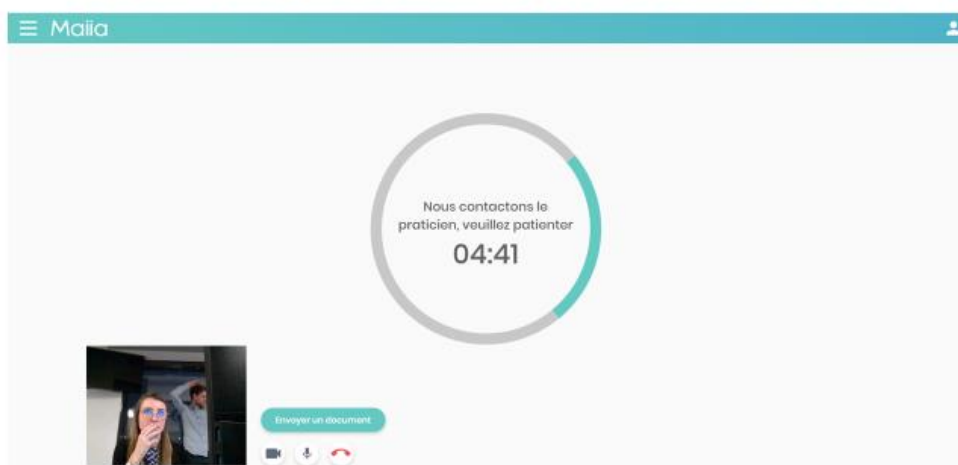 Maiia
Nous contactons le
praticien, veuillez patienter
04:41
Envoyer un document